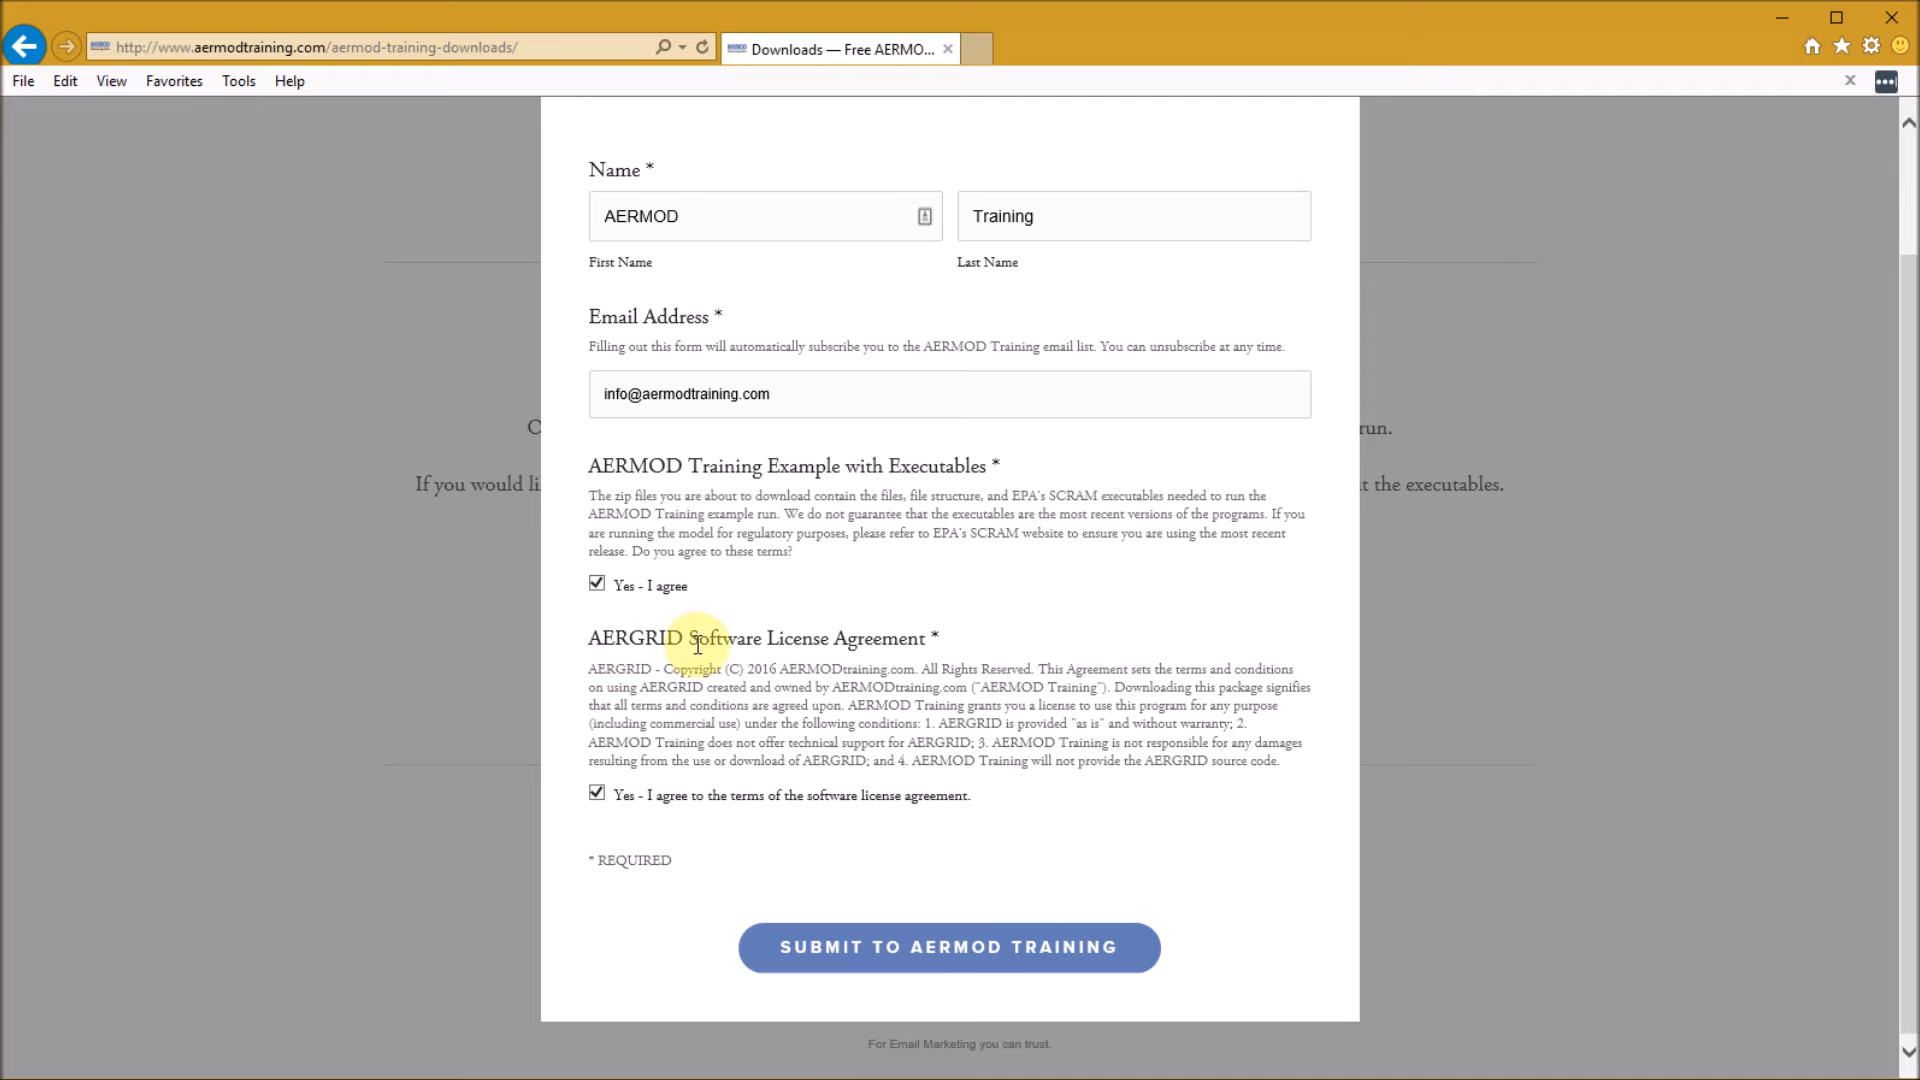 http://www.aermodtraining.com/aermod-training-downloads/
Downloads — Free AERMO...
File Edit View Favorites Tools Help
Name *
AERMOD
Training
First Name
Last Name
Email Address *
Filling out this form will automatically subscribe you to the AERMOD Training email list. You can unsubscribe at any time.
info@aermodtraining.com
C
run.
AERMOD Training Example with Executables *
If you would li
t the executables.
The zip files you are about to download contain the files, file structure, and EPA's SCRAM executables needed to run the
AERMOD Training example run. We do not guarantee that the executables are the most recent versions of the programs. If you
are running the model for regulatory purposes, please refer to EPA's SCRAM website to ensure you are using the most recent
release. Do you agree to these terms?
Yes - I agree
AERGRID Software License Agreement *
AERGRID - Copyright (C) 2016 AERMODtraining.com. All Rights Reserved. This Agreement sets the terms and conditions
on using AERGRID created and owned by AERMODtraining.com ("AERMOD Training"). Downloading this package signifies
that all terms and conditions are agreed upon. AERMOD Training grants you a license to use this program for any purpose
(including commercial use) under the following conditions: 1. AERGRID is provided "as is" and without warranty; 2.
AERMOD Training does not offer technical support for AERGRID; 3. AERMOD Training is not responsible for any damages
resulting from the use or download of AERGRID; and 4. AERMOD Training will not provide the AERGRID source code.
Yes - I agree to the terms of the software license agreement.
* REQUIRED
SUBMIT TO AERMOD TRAINING
For Email Marketing you can trust.